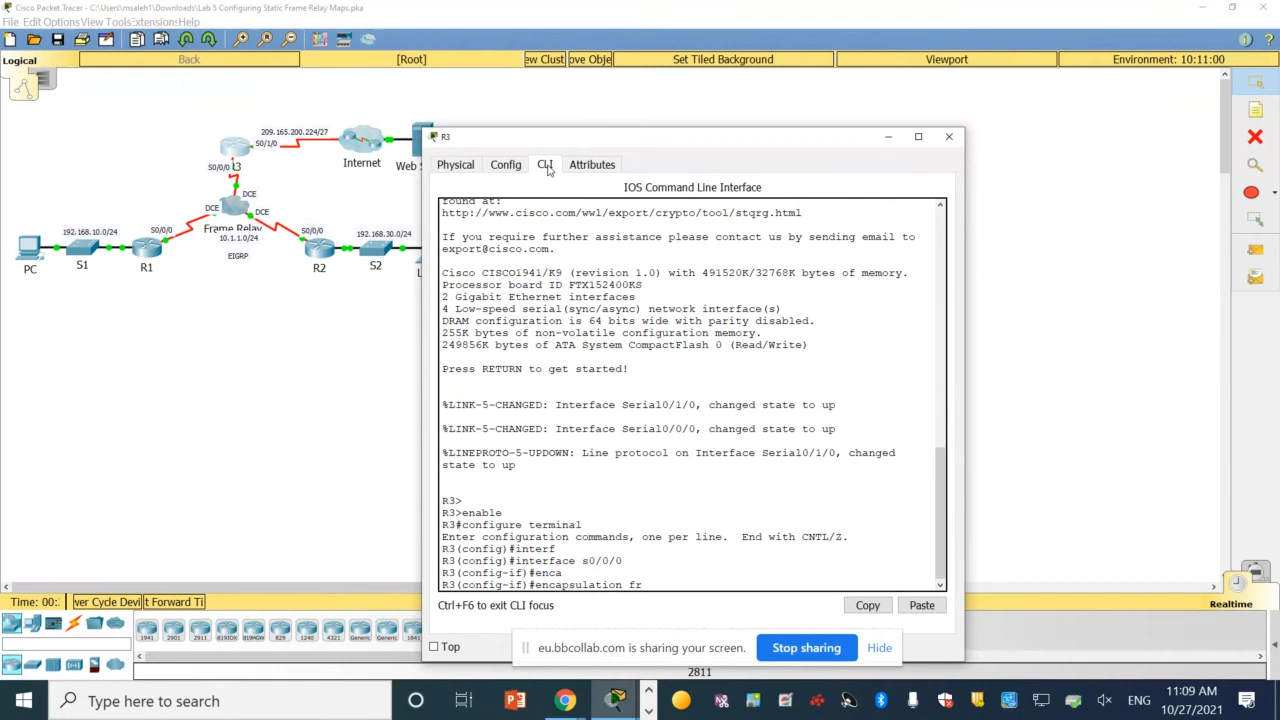 Cisco Packet Tracer - C:\Users\msaleh1\Downloads\Lab 5 Configuring Static Frame Relay Maps.pka
File Edit Options View Tools Extensions Help
Logical
Back
[Root]
ew Clust
ove Obje
Set Tiled Background
Viewport
Environment: 10:11:00
209.165.200.224/27
S0/1/0
Internet
Web S
S0/0/0
DCE
DCE
DCE
Frame Relay
10.1.1.0/24
EIGRP
192.168.10.0/24
S0/0/0
S0/0/0
192.168.30.0/24
PC
S1
R1
R2
S2
R3
Physical
Config
CLI
Attributes
IOS Command Line Interface
found at:
http://www.cisco.com/wwl/export/crypto/tool/stqrg.html
If you require further assistance please contact us by sending email to
export@cisco.com.
Cisco CISCO1941/K9 (revision 1.0) with 491520K/32768K bytes of memory.
Processor board ID FTX152400KS
2 Gigabit Ethernet interfaces
4 Low-speed serial(sync/async) network interface(s)
DRAM configuration is 64 bits wide with parity disabled.
255K bytes of non-volatile configuration memory.
249856K bytes of ATA System CompactFlash 0 (Read/Write)
Press RETURN to get started!
%LINK-5-CHANGED: Interface Serial0/1/0, changed state to up
%LINK-5-CHANGED: Interface Serial0/0/0, changed state to up
%LINEPROTO-5-UPDOWN: Line protocol on Interface Serial0/1/0, changed
state to up
R3>
R3>enable
R3#configure terminal
Enter configuration commands, one per line.  End with CNTL/Z.
R3(config)#interf
R3(config)#interface s0/0/0
R3(config-if)#enca
R3(config-if)#encapsulation fr
Ctrl+F6 to exit CLI focus
Copy
Paste
Top
eu.bbcollab.com is sharing your screen.
Stop sharing
Hide
Time: 00:
ver Cycle Devi
t Forward Ti
Realtime
1941
2901
2911
819IOX
819HGW
829
1240
4321
Generic
Generic
1841
2811
Type here to search
ENG
11:09 AM
10/27/2021